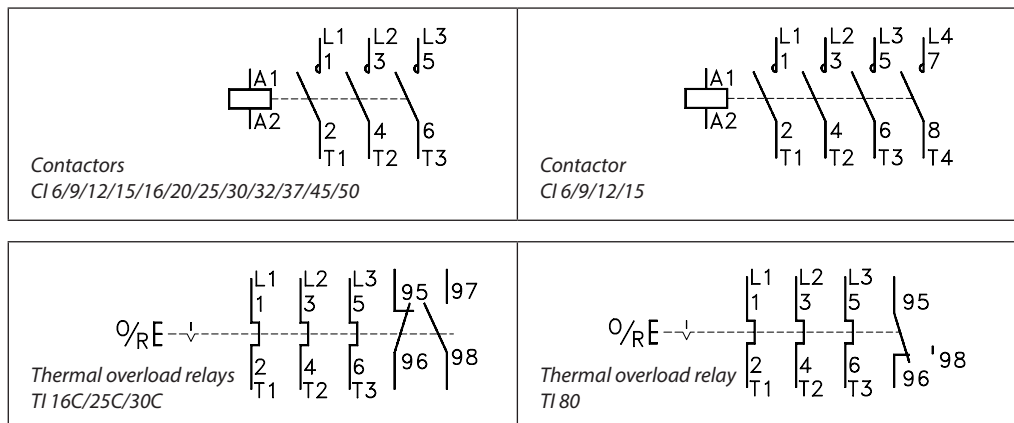 L1 L2 L3
1 3 5
A1
A2
2 4 6
T1 T2 T3
Contactors
CI 6/9/12/15/16/20/25/30/32/37/45/50
L1 L2 L3 L4
1 3 5 7
A1
A2
2 4 6 8
T1 T2 T3 T4
Contactor
CI 6/9/12/15
L1 L2 L3
1 3 5 95 97
O/R
2 4 6 96 98
T1 T2 T3
Thermal overload relays
TI 16C/25C/30C
L1 L2 L3
1 3 5 95
O/R
2 4 6 96 '98
T1 T2 T3
Thermal overload relay
TI 80